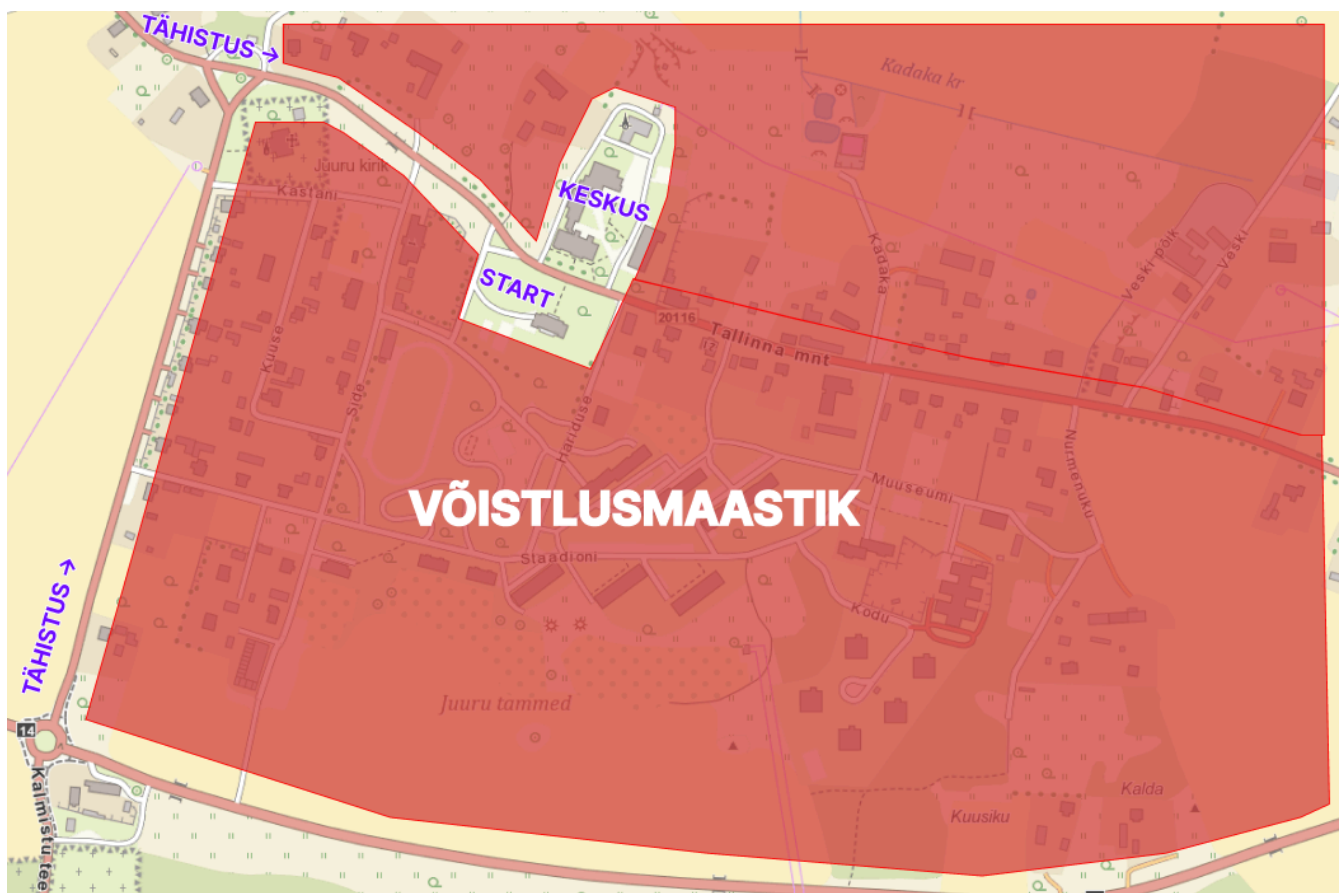 TÄHISTUS →
Kadaka kr
Juuru kirik
Kastani
KESKUS
START
Kadaka
Veski põik
Veski
20116
Tallinna mnt
Kuuse
Side
Hariduse
Nurmenuku
Muuseumi
VÕISTLUSMAASTIK
Staadioni
Kodu
TÄHISTUS →
Juuru tammed
14
Kalmistu tee
Kalda
Kuusiku